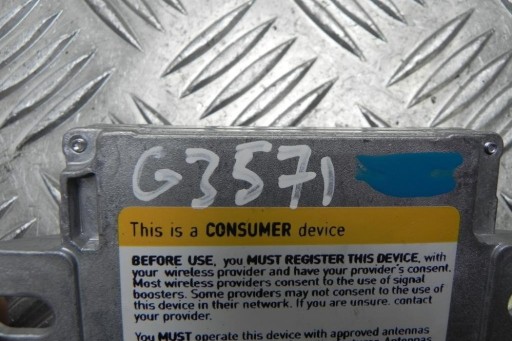 G3571
This is a CONSUMER device
BEFORE USE, you MUST REGISTER THIS DEVICE, with
your wireless provider and have your provider's consent.
Most wireless providers consent to the use of signal
boosters. Some providers may not consent to the use of
this device in their network. If you are unsure, contact
your provider.
You MUST operate this device with approved antennas